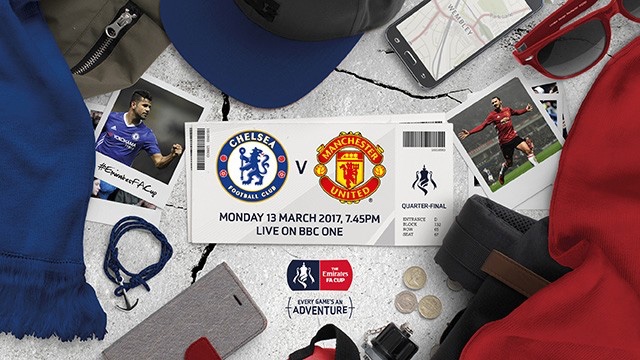 WEMBLEY
#EmiratesFACup
CHELSEA
FOOTBALL CLUB
V
MANCHESTER
UNITED
QUARTER-FINAL
MONDAY 13 MARCH 2017, 7.45PM
LIVE ON BBC ONE
ENTRANCE D
BLOCK 132
ROW
SEAT
THE
Emirates
FA CUP
EVERY GAME'S AN
ADVENTURE